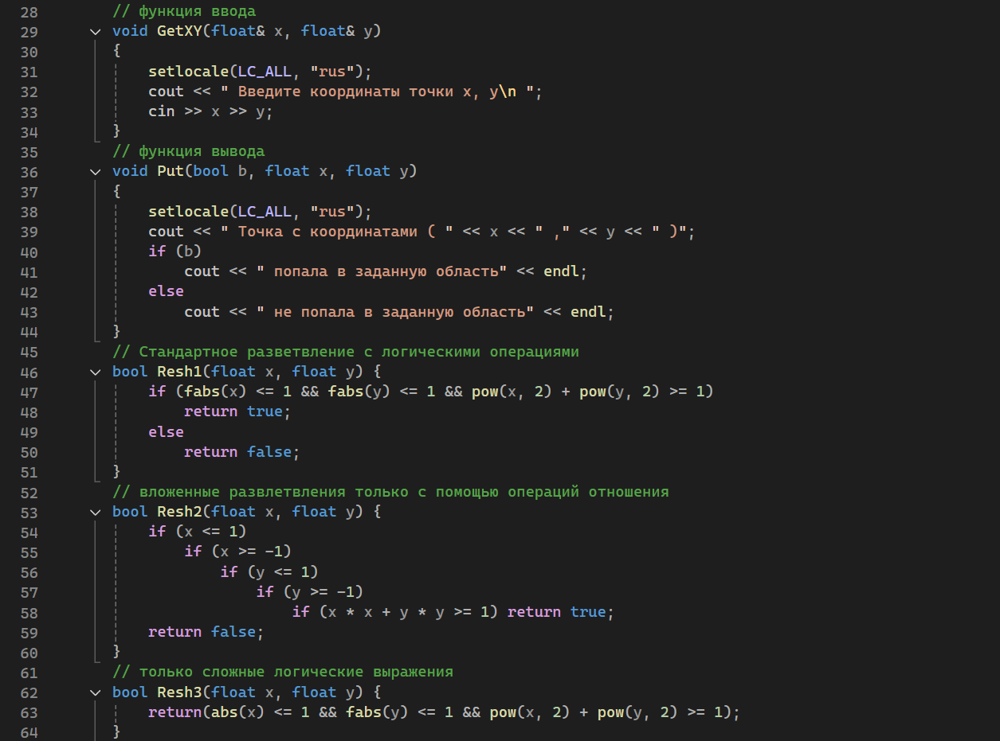 28 // функция ввода
29 void GetXY(float& x, float& y)
30 {
31 setlocale(LC_ALL, "rus");
32 cout << " Введите координаты точки x, y\n ";
33 cin >> x >> y;
34 }
35 // функция вывода
36 void Put(bool b, float x, float y)
37 {
38 setlocale(LC_ALL, "rus");
39 cout << " Точка с координатами ( " << x << " ," << y << " )";
40 if (b)
41 cout << " попала в заданную область" << endl;
42 else
43 cout << " не попала в заданную область" << endl;
44 }
45 // Стандартное разветвление с логическими операциями
46 bool Resh1(float x, float y) {
47 if (fabs(x) <= 1 && fabs(y) <= 1 && pow(x, 2) + pow(y, 2) >= 1)
48 return true;
49 else
50 return false;
51 }
52 // вложенные развлетвления только с помощью операций отношения
53 bool Resh2(float x, float y) {
54 if (x <= 1)
55 if (x >= -1)
56 if (y <= 1)
57 if (y >= -1)
58 if (x * x + y * y >= 1) return true;
59 return false;
60 }
61 // только сложные логические выражения
62 bool Resh3(float x, float y) {
63 return(abs(x) <= 1 && fabs(y) <= 1 && pow(x, 2) + pow(y, 2) >= 1);
64 }